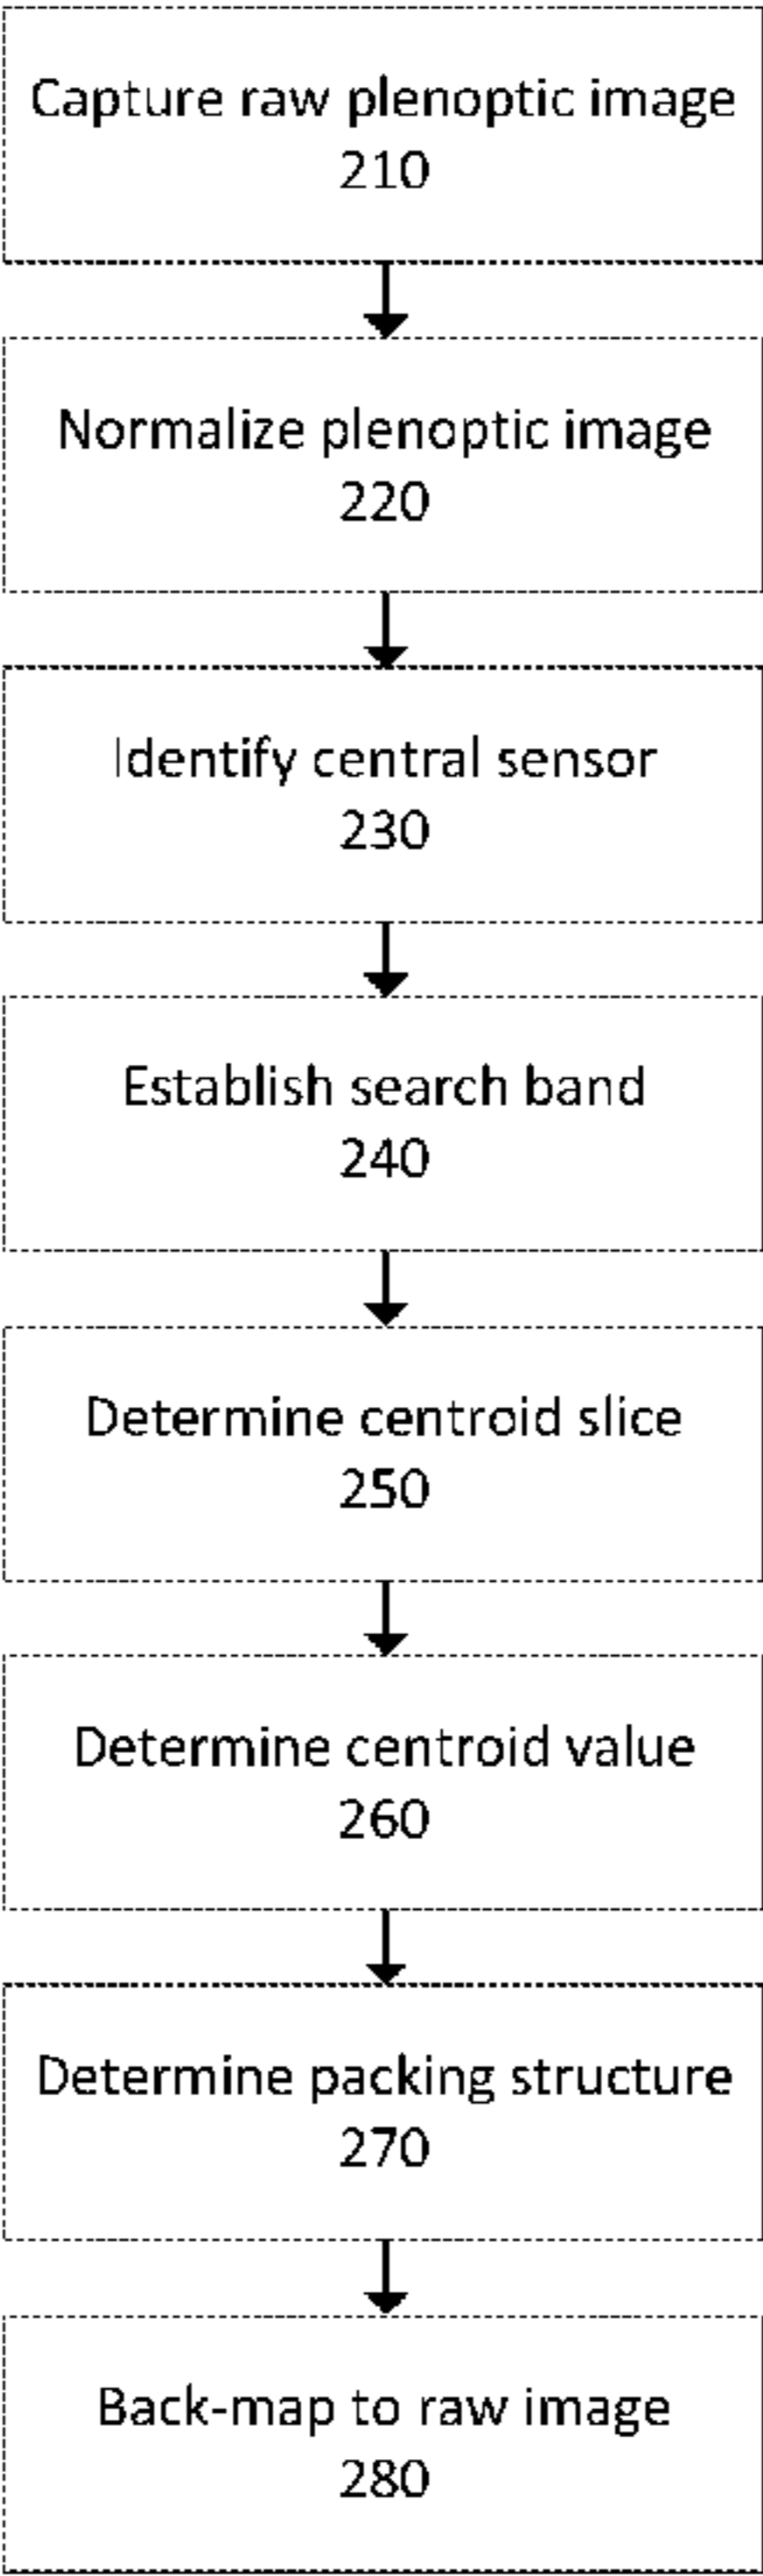 Capture raw plenoptic image
210
Normalize plenoptic image
220
Identify central sensor
230
Establish search band
240
Determine centroid slice
250
Determine centroid value
260
Determine packing structure
270
Back-map to raw image
280